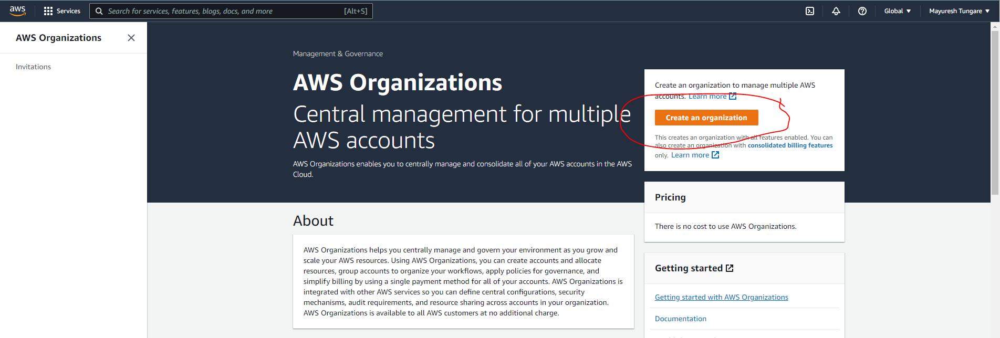 aws
Services
Search for services, features, blogs, docs, and more
[Alt+S]
Global
Mayuresh Tungare
AWS Organizations
Invitations
Management & Governance
AWS Organizations
Central management for multiple
AWS accounts
AWS Organizations enables you to centrally manage and consolidate all of your AWS accounts in the AWS
Cloud.
Create an organization to manage multiple AWS
accounts. Learn more
Create an organization
This creates an organization with all features enabled. You can
also create an organization with consolidated billing features
only. Learn more
Pricing
There is no cost to use AWS Organizations.
Getting started
Getting started with AWS Organizations
Documentation
About
AWS Organizations helps you centrally manage and govern your environment as you grow and
scale your AWS resources. Using AWS Organizations, you can create accounts and allocate
resources, group accounts to organize your workflows, apply policies for governance, and
simplify billing by using a single payment method for all of your accounts. AWS Organizations is
integrated with other AWS services so you can define central configurations, security
mechanisms, audit requirements, and resource sharing across accounts in your organization.
AWS Organizations is available to all AWS customers at no additional charge.